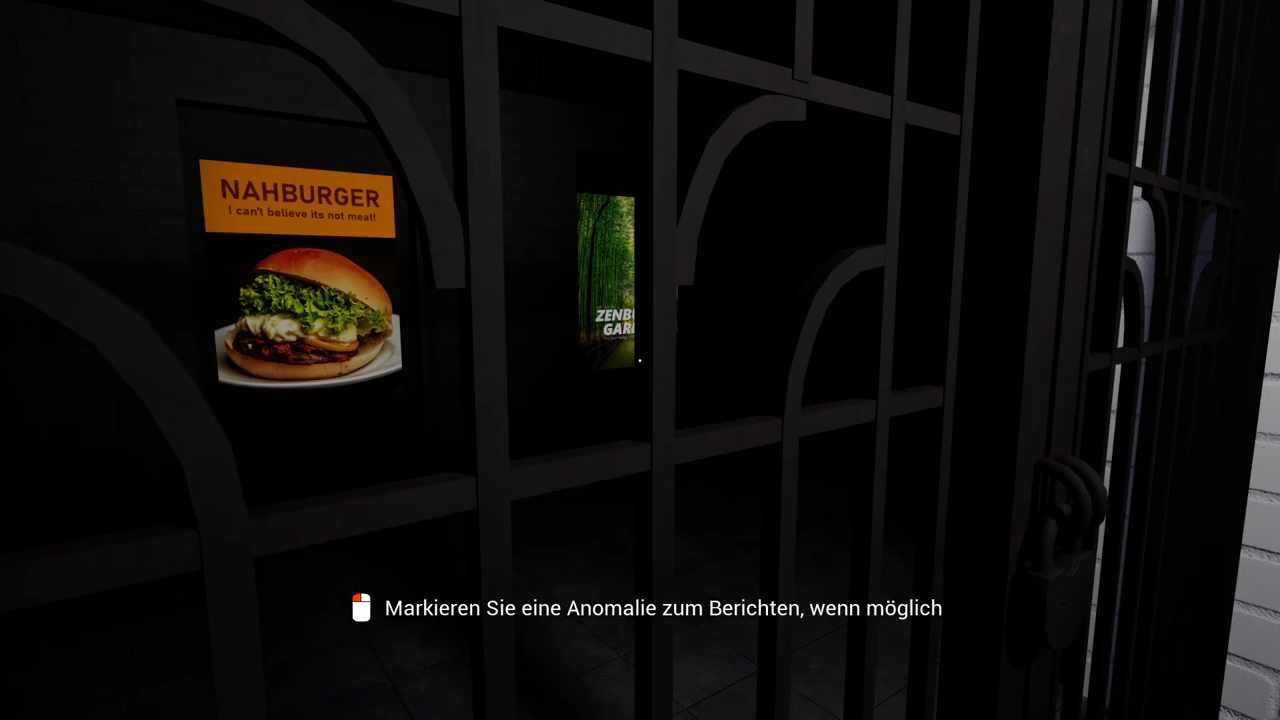 NAHBURGER
I can't believe its not meat!
Markieren Sie eine Anomalie zum Berichten, wenn möglich